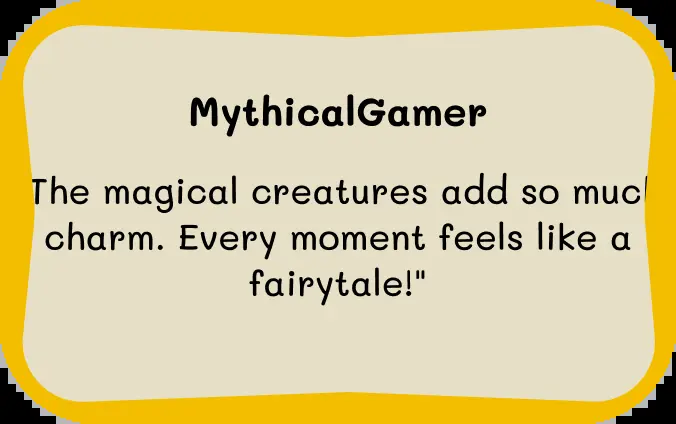 MythicalGamer
The magical creatures add so much
charm. Every moment feels like a
fairytale!"